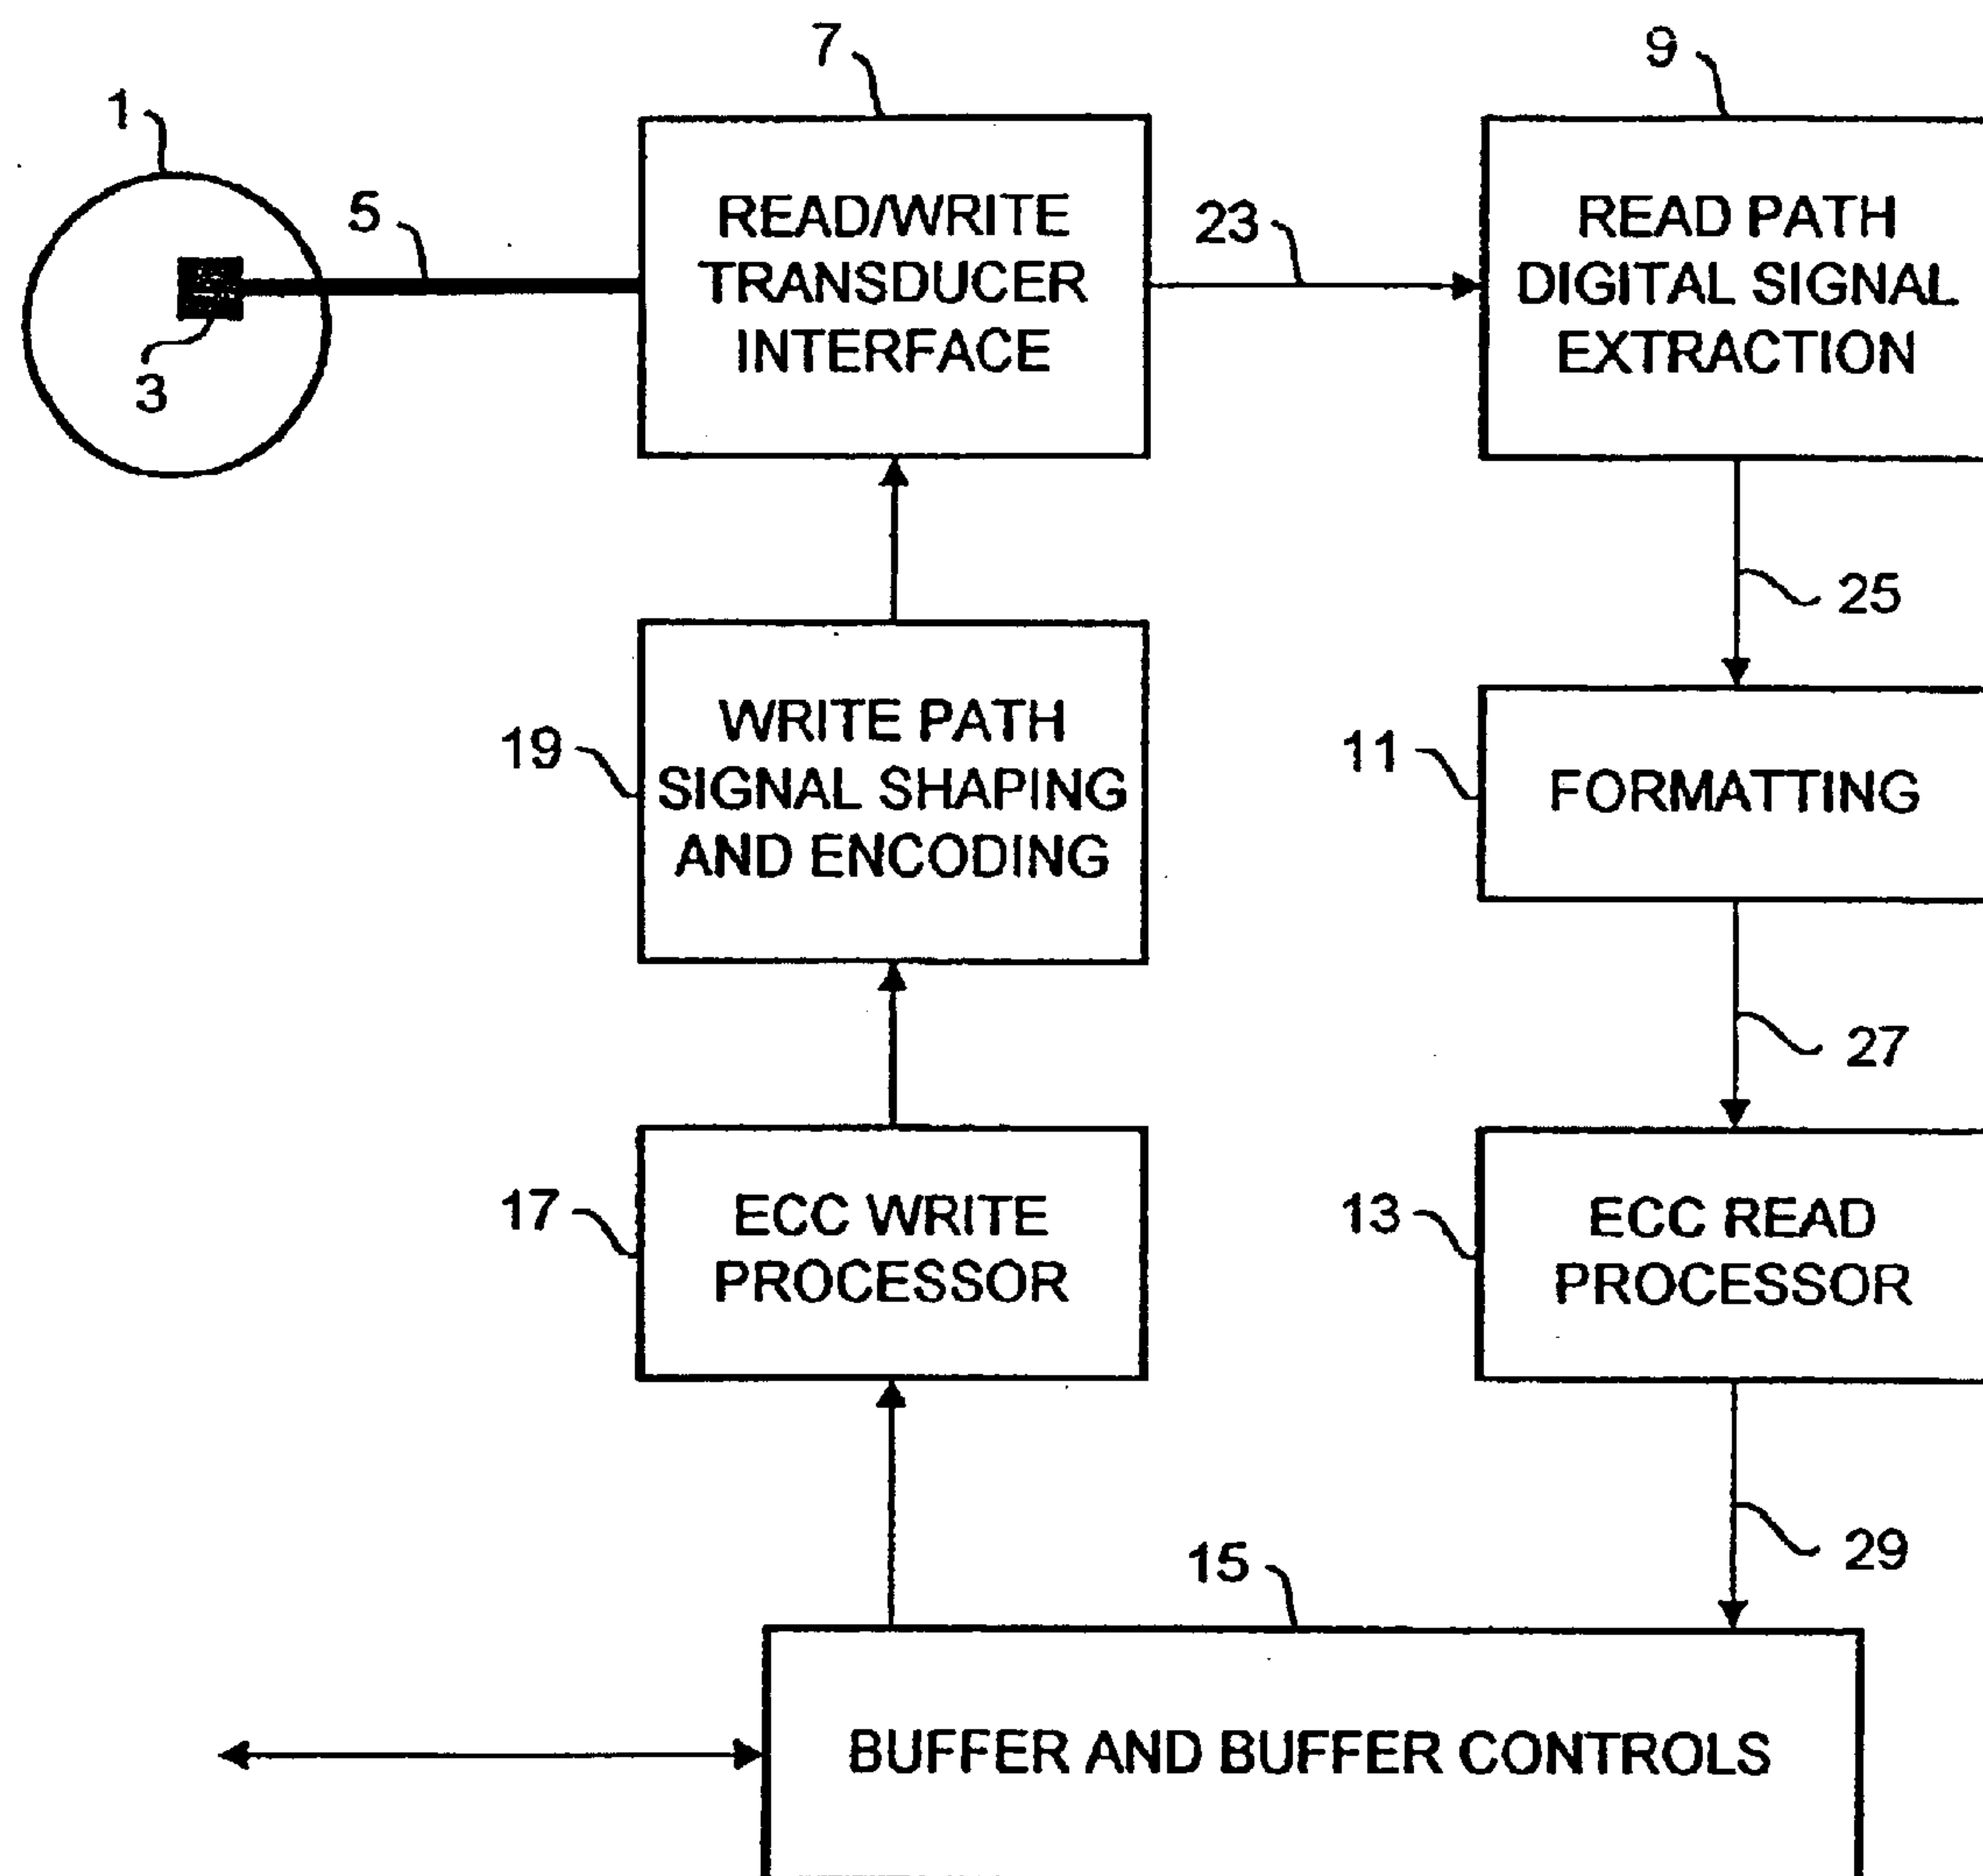 7
9
1
5
READ/WRITE
TRANSDUCER
INTERFACE
23
READ PATH
DIGITAL SIGNAL
EXTRACTION
3
25
19
WRITE PATH
SIGNAL SHAPING
AND ENCODING
11
FORMATTING
27
17
ECC WRITE
PROCESSOR
13
ECC READ
PROCESSOR
29
15
BUFFER AND BUFFER CONTROLS